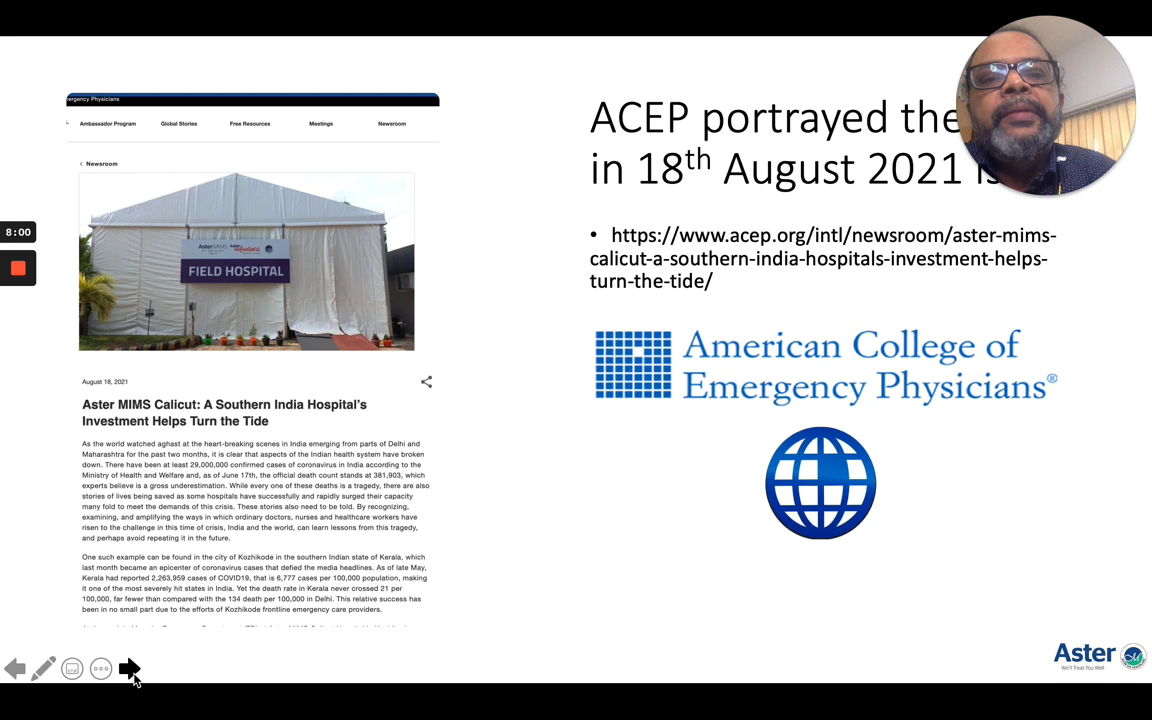 ergency Physicians
Ambassador Program Global Stories Free Resources Meetings Newsroom
< Newsroom
AsterMIMS Aster volunteers
FIELD HOSPITAL
August 18, 2021
Aster MIMS Calicut: A Southern India Hospital's
Investment Helps Turn the Tide
As the world watched aghast at the heart-breaking scenes in India emerging from parts of Delhi and
Maharashtra for the past two months, it is clear that aspects of the Indian health system have broken
down. There have been at least 29,000,000 confirmed cases of coronavirus in India according to the
Ministry of Health and Welfare and, as of June 17th, the official death count stands at 381,903, which
experts believe is a gross underestimation. While every one of these deaths is a tragedy, there are also
stories of lives being saved as some hospitals have successfully and rapidly surged their capacity
many fold to meet the demands of this crisis. These stories also need to be told. By recognizing,
examining, and amplifying the ways in which ordinary doctors, nurses and healthcare workers have
risen to the challenge in this time of crisis, India and the world, can learn lessons from this tragedy,
and perhaps avoid repeating it in the future.
One such example can be found in the city of Kozhikode in the southern Indian state of Kerala, which
last month became an epicenter of coronavirus cases that defied the media headlines. As of late May,
Kerala had reported 2,263,959 cases of COVID19, that is 6,777 cases per 100,000 population, making
it one of the most severely hit states in India. Yet the death rate in Kerala never crossed 21 per
100,000, far fewer than compared with the 134 death per 100,000 in Delhi. This relative success has
been in no small part due to the efforts of Kozhikode frontline emergency care providers.
8:00
ACEP portrayed the
in 18th August 2021
• https://www.acep.org/intl/newsroom/aster-mims-
calicut-a-southern-india-hospitals-investment-helps-
turn-the-tide/
American College of
Emergency Physicians®
Aster
We'll Treat You Well